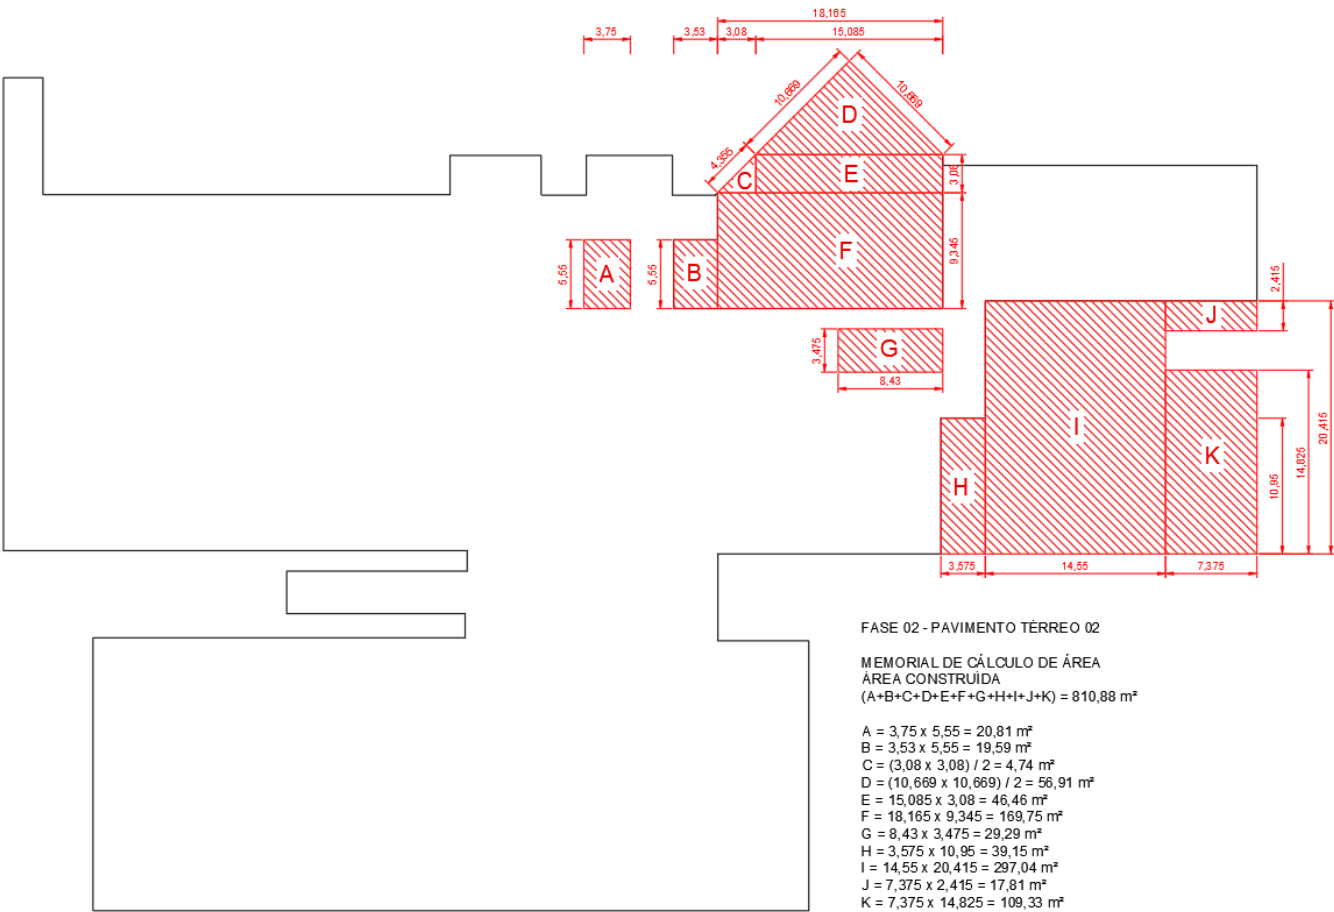 18,165
3,75
3,53
3,08
15,085
10,669
10,669
D
4,355
C
E
3,08
5,55
A
5,55
B
F
9,345
2,415
J
3,475
G
8,43
I
20,415
14,825
10,95
K
H
3,575
14,55
7,375
FASE 02 - PAVIMENTO TÉRREO 02
MEMORIAL DE CÁLCULO DE ÁREA
ÁREA CONSTRUÍDA
(A+B+C+D+E+F+G+H+I+J+K) = 810,88 m²
A = 3,75 x 5,55 = 20,81 m²
B = 3,53 x 5,55 = 19,59 m²
C = (3,08 x 3,08) / 2 = 4,74 m²
D = (10,669 x 10,669) / 2 = 56,91 m²
E = 15,085 x 3,08 = 46,46 m²
F = 18,165 x 9,345 = 169,75 m²
G = 8,43 x 3,475 = 29,29 m²
H = 3,575 x 10,95 = 39,15 m²
I = 14,55 x 20,415 = 297,04 m²
J = 7,375 x 2,415 = 17,81 m²
K = 7,375 x 14,825 = 109,33 m²